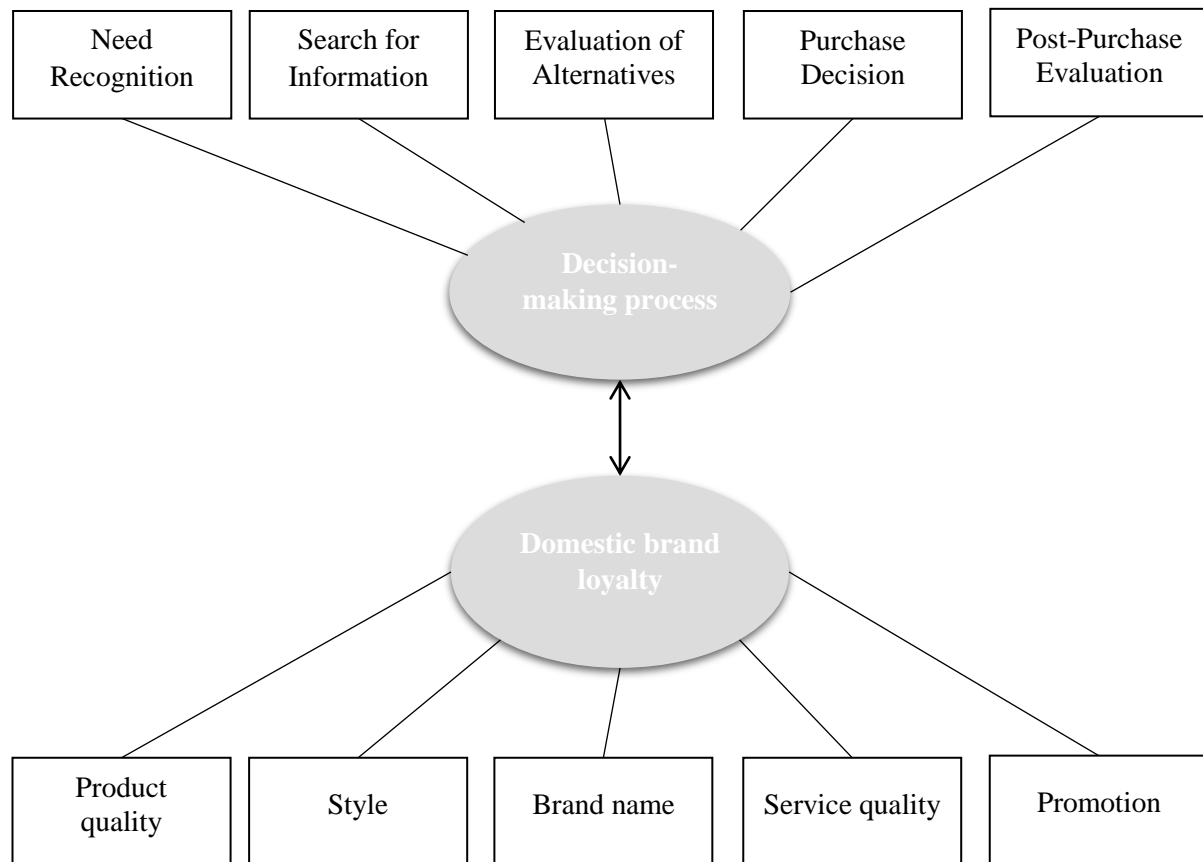 Need
Recognition
Search for
Information
Evaluation of
Alternatives
Purchase
Decision
Post-Purchase
Evaluation
Decision-
making process
Domestic brand
loyalty
Product
quality
Style
Brand name
Service quality
Promotion